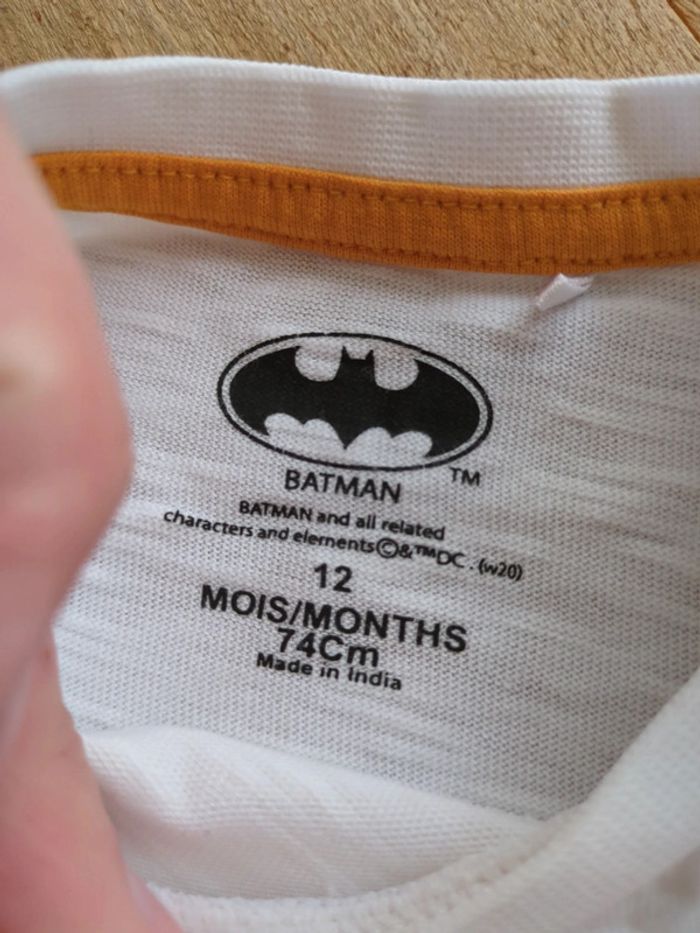 BATMAN TM
BATMAN and all related
characters and elements©&™DC . (w20)
12
MOIS/MONTHS
74Cm
Made in India